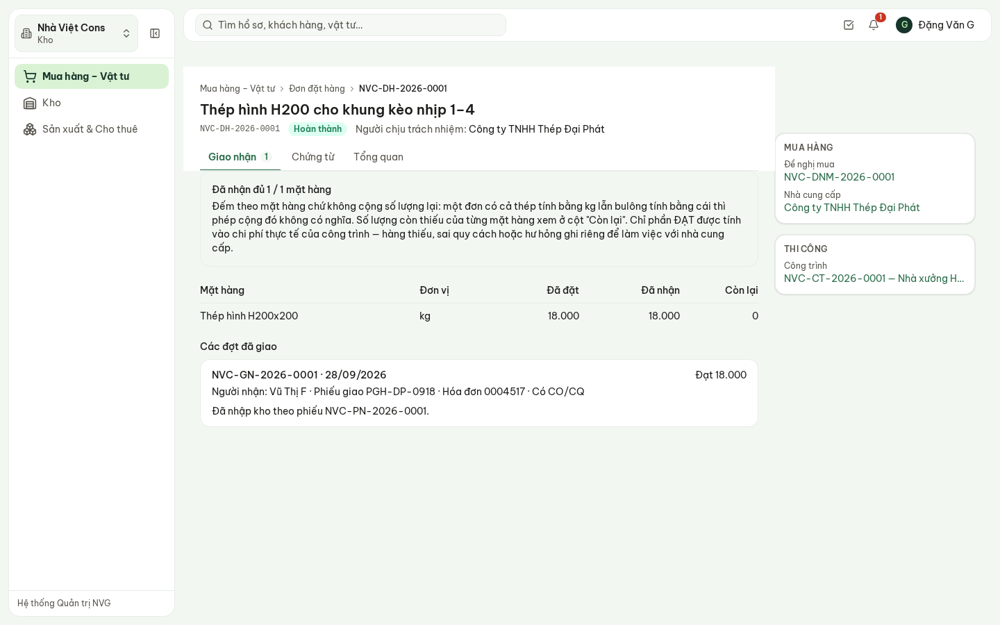 Nhà Việt Cons
Kho
Mua hàng – Vật tư
Kho
Sản xuất & Cho thuê
Hệ thống Quản trị NVG
Tìm hồ sơ, khách hàng, vật tư...
1
G
Đặng Văn G
Mua hàng – Vật tư > Đơn đặt hàng > NVC-DH-2026-0001
Thép hình H200 cho khung kèo nhịp 1–4
NVC-DH-2026-0001 Hoàn thành Người chịu trách nhiệm: Công ty TNHH Thép Đại Phát
Giao nhận 1 Chứng từ Tổng quan
Đã nhận đủ 1 / 1 mặt hàng
Đếm theo mặt hàng chứ không cộng số lượng lại: một đơn có cả thép tính bằng kg lẫn bulông tính bằng cái thì
phép cộng đó không có nghĩa. Số lượng còn thiếu của từng mặt hàng xem ở cột "Còn lại". Chỉ phần ĐẠT được tính
vào chi phí thực tế của công trình — hàng thiếu, sai quy cách hoặc hư hỏng ghi riêng để làm việc với nhà cung
cấp.
Mặt hàng Đơn vị Đã đặt Đã nhận Còn lại
Thép hình H200x200 kg 18.000 18.000 0
Các đợt đã giao
NVC-GN-2026-0001 · 28/09/2026 Đạt 18.000
Người nhận: Vũ Thị F · Phiếu giao PGH-DP-0918 · Hóa đơn 0004517 · Có CO/CQ
Đã nhập kho theo phiếu NVC-PN-2026-0001.
MUA HÀNG
Đề nghị mua
NVC-DNM-2026-0001
Nhà cung cấp
Công ty TNHH Thép Đại Phát
THI CÔNG
Công trình
NVC-CT-2026-0001 — Nhà xưởng H...